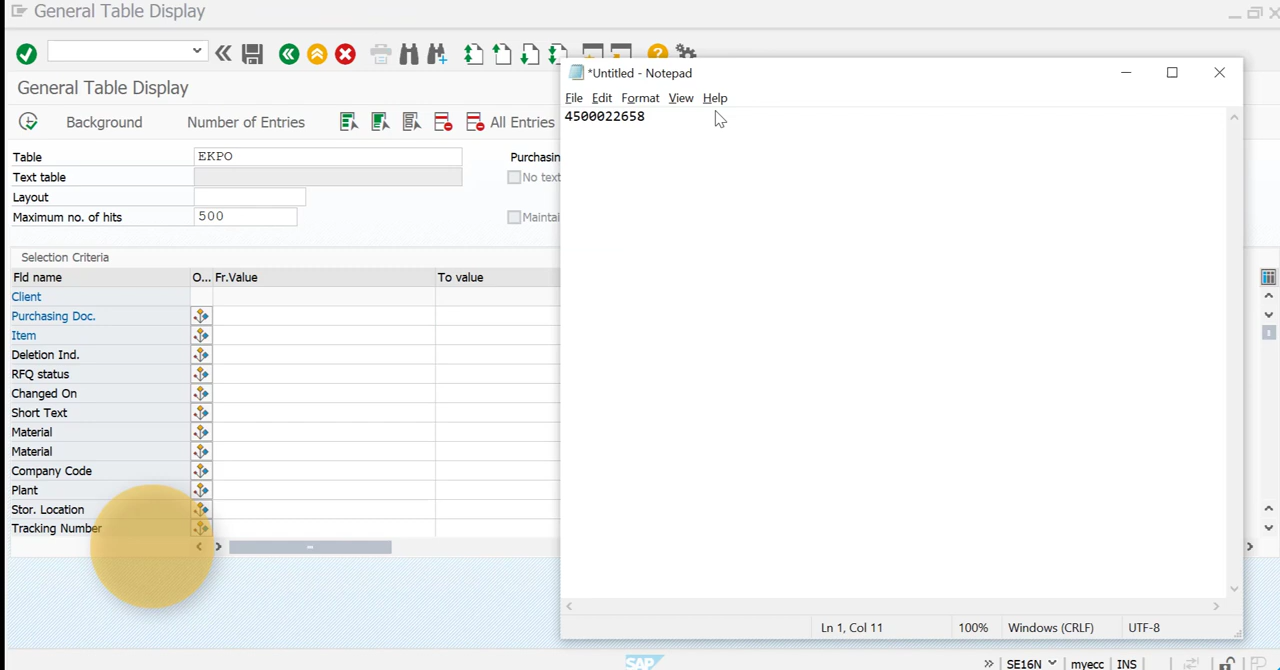 General Table Display
General Table Display
Background Number of Entries All Entries
Table EKPO Purchasin
Text table No text
Layout
Maximum no. of hits 500 Maintai
Selection Criteria
Fld name O... Fr.Value To value
Client
Purchasing Doc.
Item
Deletion Ind.
RFQ status
Changed On
Short Text
Material
Material
Company Code
Plant
Stor. Location
Tracking Number
*Untitled - Notepad
File Edit Format View Help
4500022658
Ln 1, Col 11 100% Windows (CRLF) UTF-8
SAP SE16N myecc INS